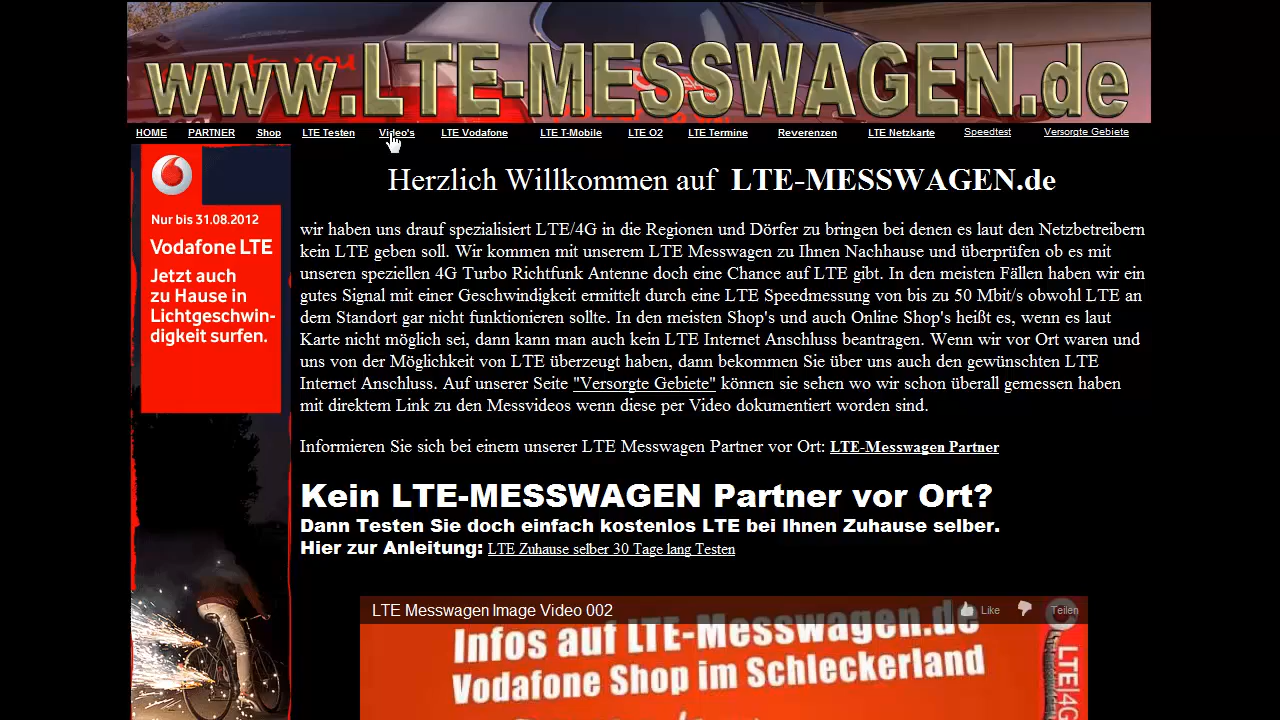 www.LTE-MESSWAGEN.de
HOME PARTNER Shop LTE Testen Video's LTE Vodafone LTE T-Mobile LTE O2 LTE Termine Reverenzen LTE Netzkarte Speedtest Versorgte Gebiete
Nur bis 31.08.2012
Vodafone LTE
Jetzt auch
zu Hause in
Lichtgeschwin-
digkeit surfen.
Herzlich Willkommen auf LTE-MESSWAGEN.de
wir haben uns drauf spezialisiert LTE/4G in die Regionen und Dörfer zu bringen bei denen es laut den Netzbetreibern
kein LTE geben soll. Wir kommen mit unserem LTE Messwagen zu Ihnen Nachhause und überprüfen ob es mit
unseren speziellen 4G Turbo Richtfunk Antenne doch eine Chance auf LTE gibt. In den meisten Fällen haben wir ein
gutes Signal mit einer Geschwindigkeit ermittelt durch eine LTE Speedmessung von bis zu 50 Mbit/s obwohl LTE an
dem Standort gar nicht funktionieren sollte. In den meisten Shop's und auch Online Shop's heißt es, wenn es laut
Karte nicht möglich sei, dann kann man auch kein LTE Internet Anschluss beantragen. Wenn wir vor Ort waren und
uns von der Möglichkeit von LTE überzeugt haben, dann bekommen Sie über uns auch den gewünschten LTE
Internet Anschluss. Auf unserer Seite "Versorgte Gebiete" können sie sehen wo wir schon überall gemessen haben
mit direktem Link zu den Messvideos wenn diese per Video dokumentiert worden sind.
Informieren Sie sich bei einem unserer LTE Messwagen Partner vor Ort: LTE-Messwagen Partner
Kein LTE-MESSWAGEN Partner vor Ort?
Dann Testen Sie doch einfach kostenlos LTE bei Ihnen Zuhause selber.
Hier zur Anleitung: LTE Zuhause selber 30 Tage lang Testen
LTE Messwagen Image Video 002 Like Teilen
Infos auf LTE-Messwagen.de
Vodafone Shop im Schleckerland
LTE|4G